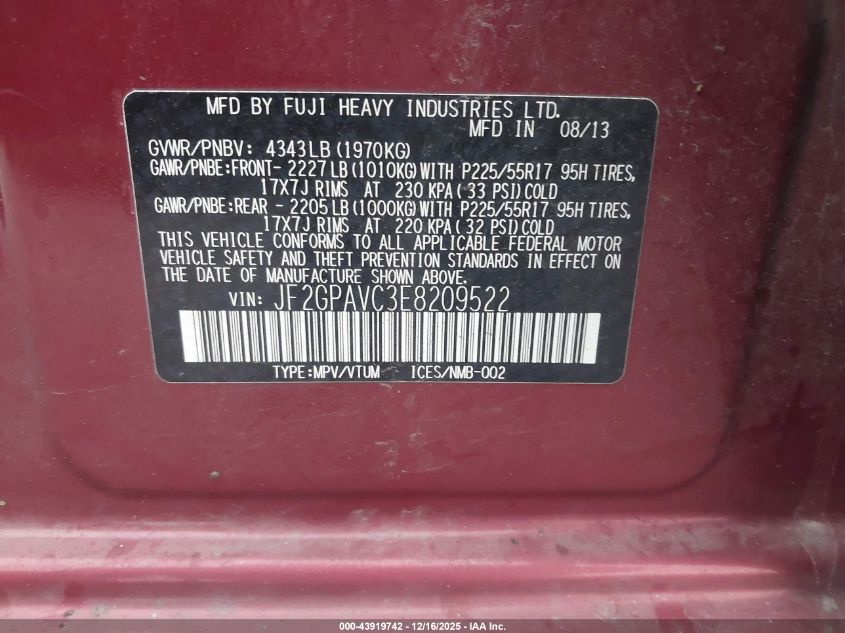 MFD BY FUJI HEAVY INDUSTRIES LTD.
MFD IN 08/13
GVWR/PNBV: 4343LB (1970KG)
GAWR/PNBE:FRONT- 2227LB (1010KG) WITH P225/55R17 95H TIRES,
17X7J RIMS AT 230 KPA( 33 PSI) COLD
GAWR/PNBE:REAR - 2205LB (1000KG) WITH P225/55R17 95H TIRES,
17X7J RIMS AT 220 KPA( 32 PSI) COLD
THIS VEHICLE CONFORMS TO ALL APPLICABLE FEDERAL MOTOR
VEHICLE SAFETY AND THEFT PREVENTION STANDARDS IN EFFECT ON
THE DATE OF MANUFACTURE SHOWN ABOVE.
VIN: JF2GPAVC3E8209522
TYPE:MPV/VTUM ICES/NMB-002
000-43919742 - 12/16/2025 - IAA Inc.